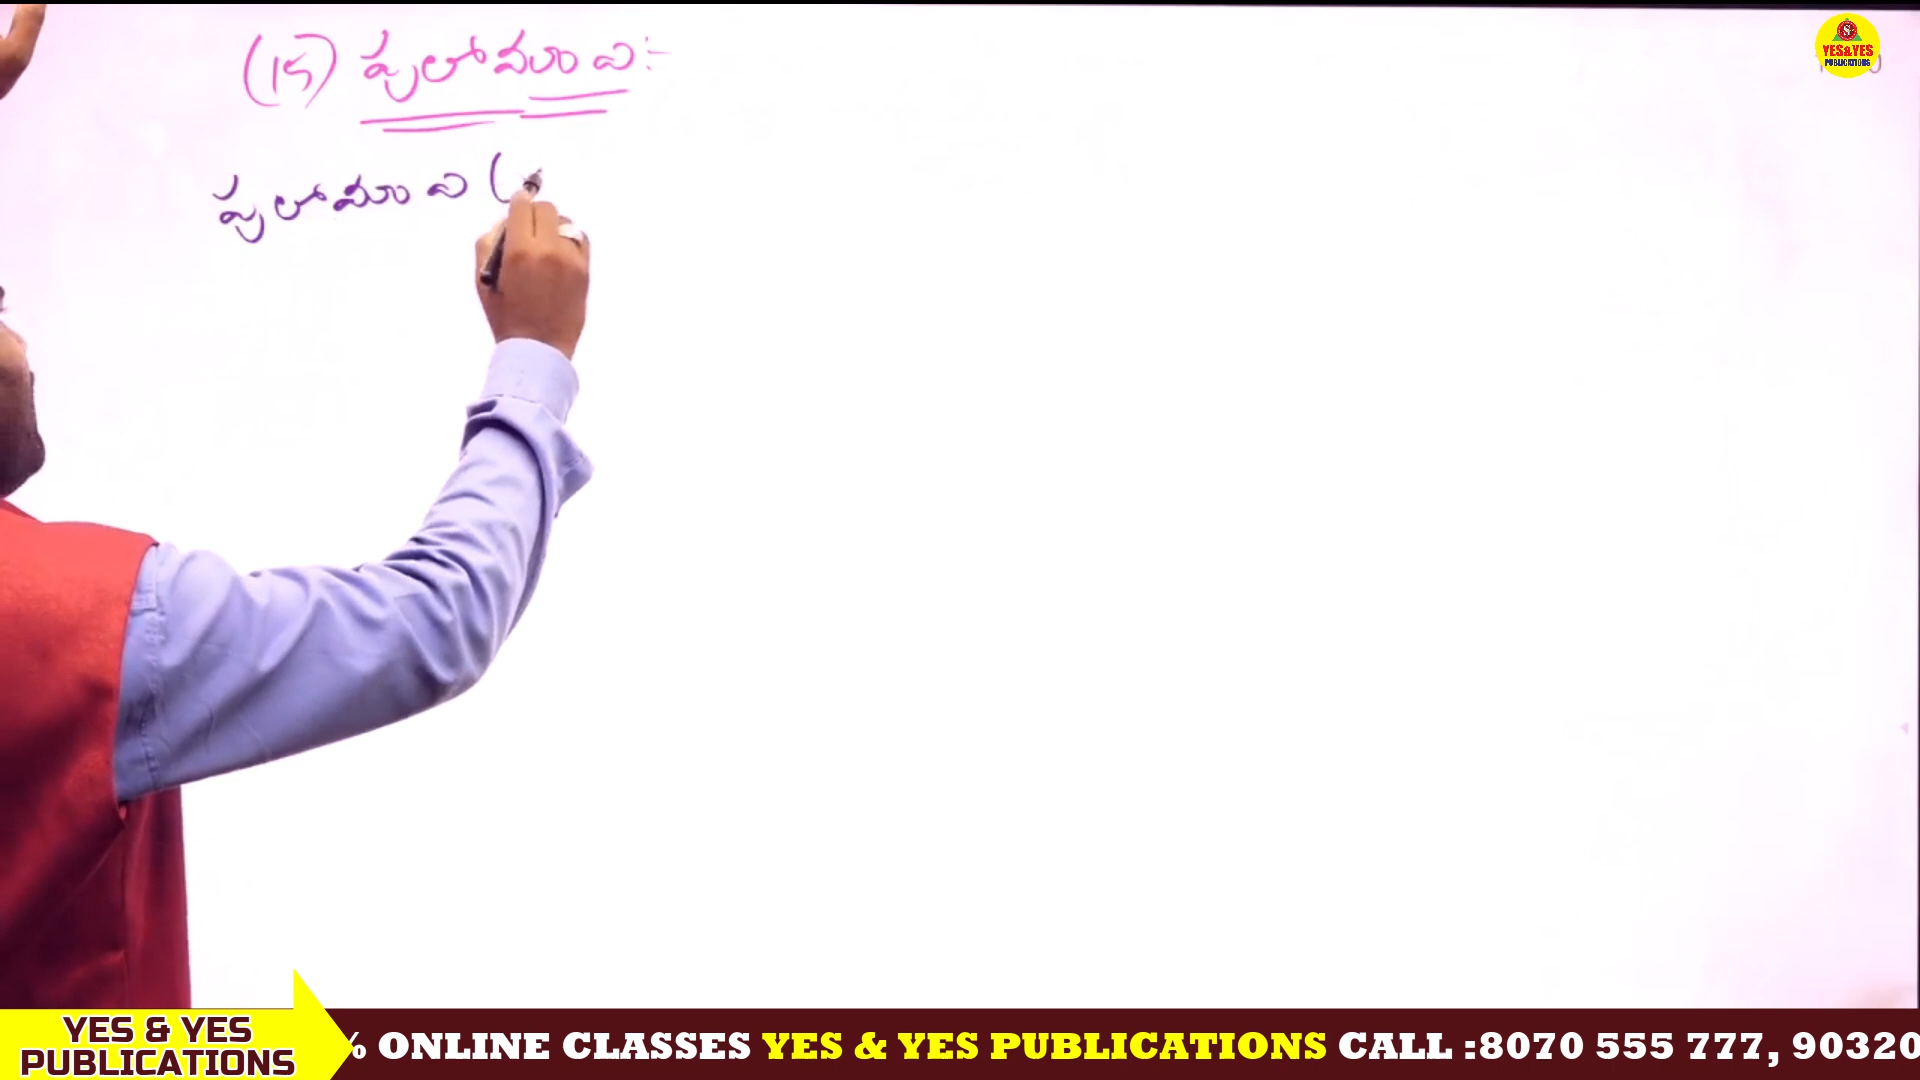 (15) పులోమాం ఐ :-
పులోమాం ఐ (
YES&YES
PUBLICATIONS
YES & YES
PUBLICATIONS
% ONLINE CLASSES YES & YES PUBLICATIONS CALL :8070 555 777, 90320